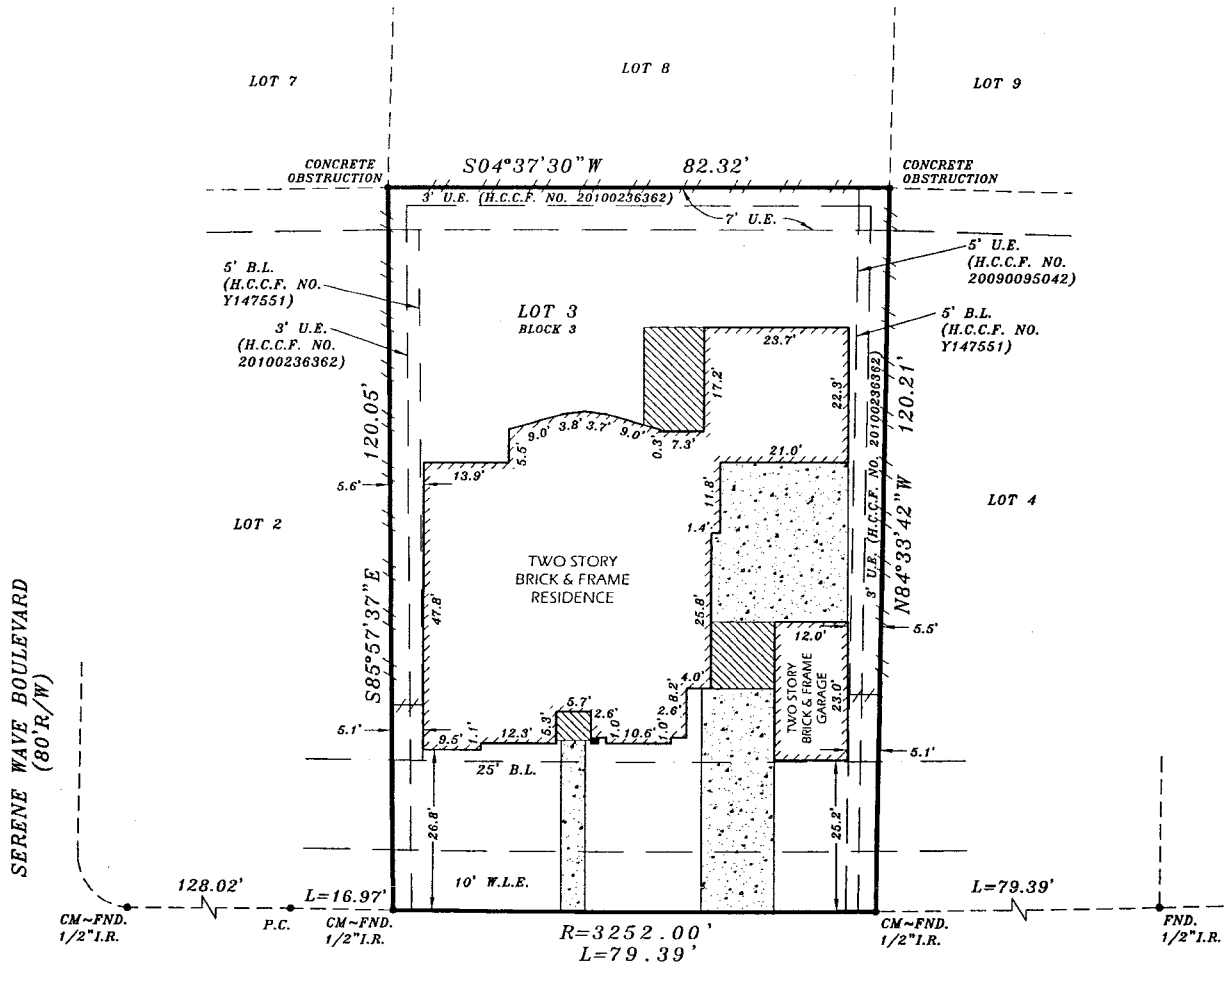 LOT 7
LOT 8
LOT 9
CONCRETE
OBSTRUCTION
S04°37'30"W 82.32'
CONCRETE
OBSTRUCTION
3' U.E. (H.C.C.F. NO. 20100236362)
7' U.E.
5' B.L.
(H.C.C.F. NO.
Y147551)
5' U.E.
(H.C.C.F. NO.
20090095042)
LOT 3
BLOCK 3
3' U.E.
(H.C.C.F. NO.
20100236362)
5' B.L.
(H.C.C.F. NO.
Y147551)
23.7'
17.2'
22.3'
120.05'
120.21'
5.5'
9.0'
3.8'
3.7'
9.0'
0.3'
7.3'
21.0'
13.9'
5.6'
11.8'
1.4'
LOT 2
LOT 4
S85°57'37"E
N84°33'42"W
3' U.E. (H.C.C.F. NO. 20100236362)
TWO STORY
BRICK & FRAME
RESIDENCE
47.8'
25.8'
12.0'
5.5'
TWO STORY
BRICK & FRAME
GARAGE
23.0'
4.0'
8.2'
5.7'
2.6'
2.6'
5.3'
1.0'
10.6'
1.0'
12.3'
1.1'
9.5'
5.1'
5.1'
25' B.L.
26.8'
25.2'
SERENE WAVE BOULEVARD
(80'R/W)
10' W.L.E.
128.02'
L=16.97'
L=79.39'
CM~FND.
1/2"I.R.
P.C.
CM~FND.
1/2"I.R.
R=3252.00'
L=79.39'
CM~FND.
1/2"I.R.
FND.
1/2"I.R.